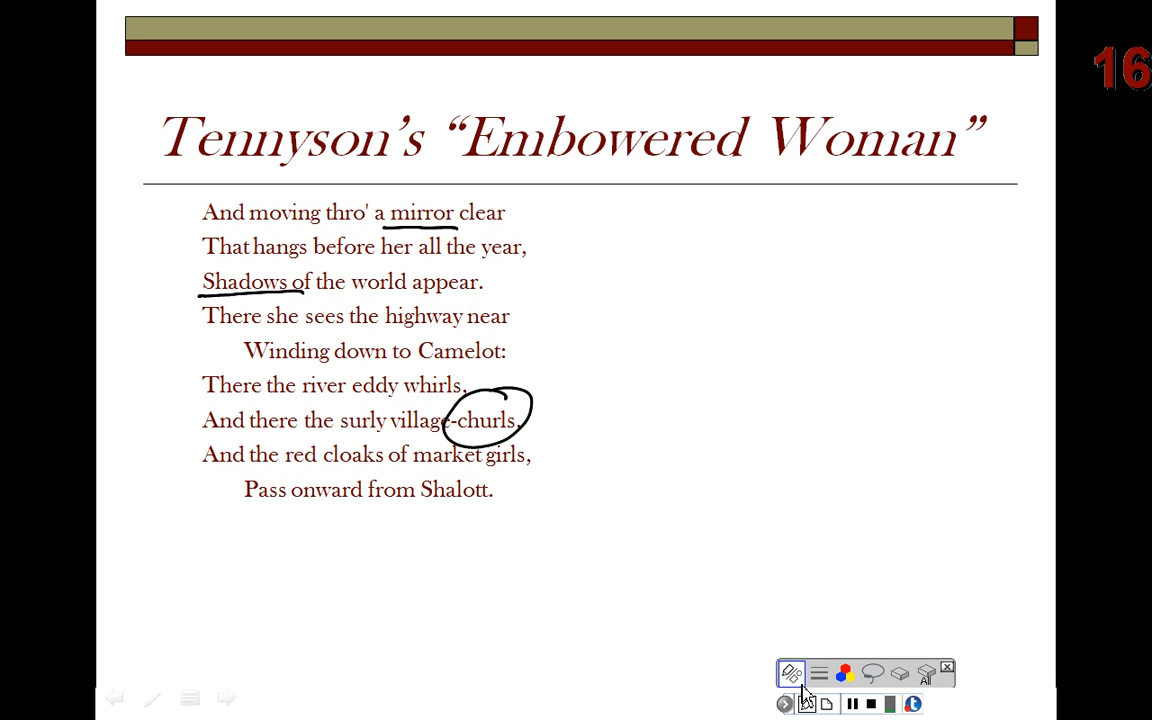 16
Tennyson's “Embowered Woman”
And moving thro' a mirror clear
That hangs before her all the year,
Shadows of the world appear.
There she sees the highway near
Winding down to Camelot:
There the river eddy whirls,
And there the surly village-churls,
And the red cloaks of market girls,
Pass onward from Shalott.
All